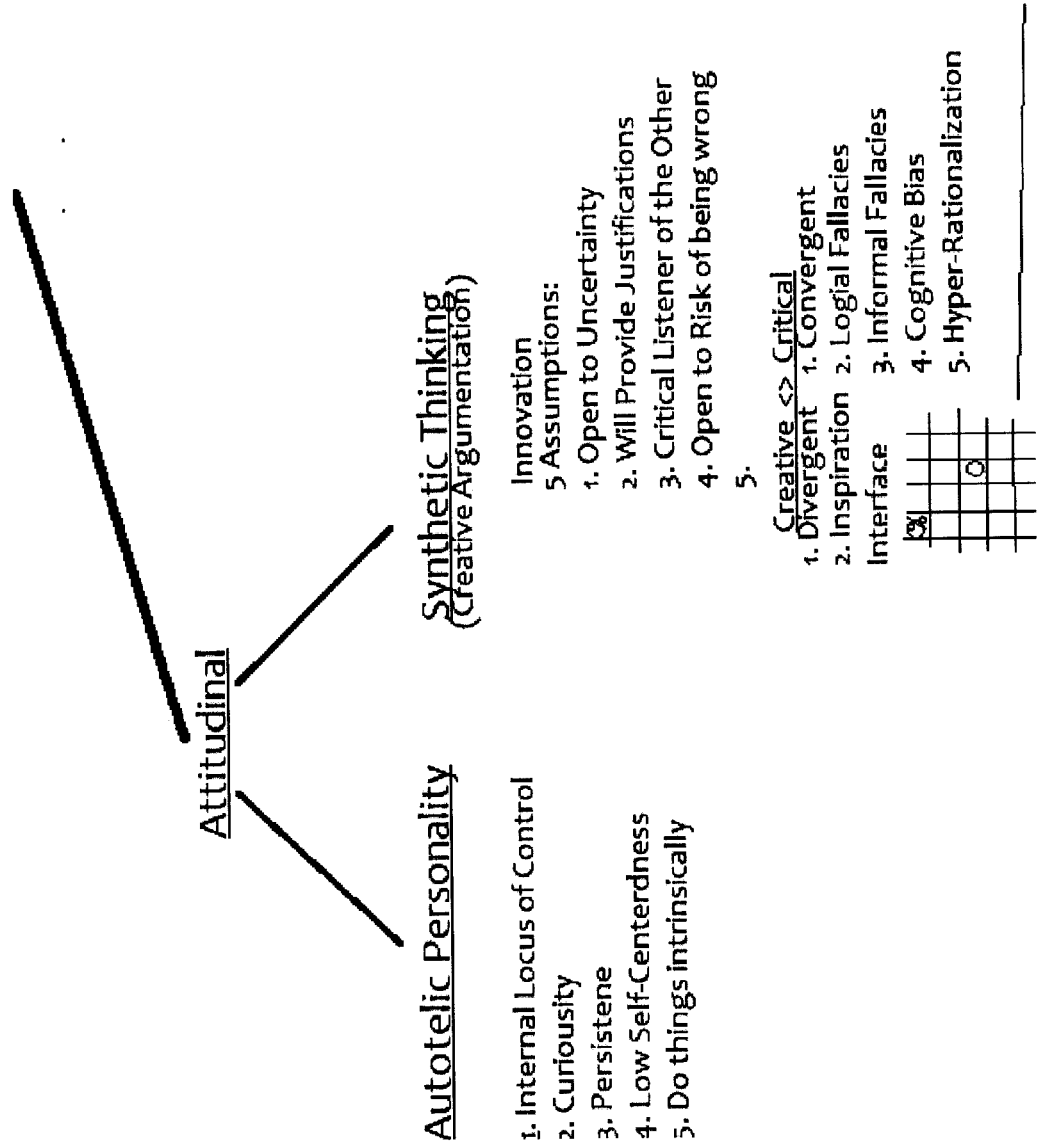 Attitudinal
Autotelic Personality
1. Internal Locus of Control
2. Curiousity
3. Persistene
4. Low Self-Centerdness
5. Do things intrinsically
Synthetic Thinking
(Creative Argumentation)
Innovation
5 Assumptions:
1. Open to Uncertainty
2. Will Provide Justifications
3. Critical Listener of the Other
4. Open to Risk of being wrong
5.
Creative <> Critical
1. Divergent
2. Inspiration
Interface
1. Convergent
2. Logial Fallacies
3. Informal Fallacies
4. Cognitive Bias
5. Hyper-Rationalization